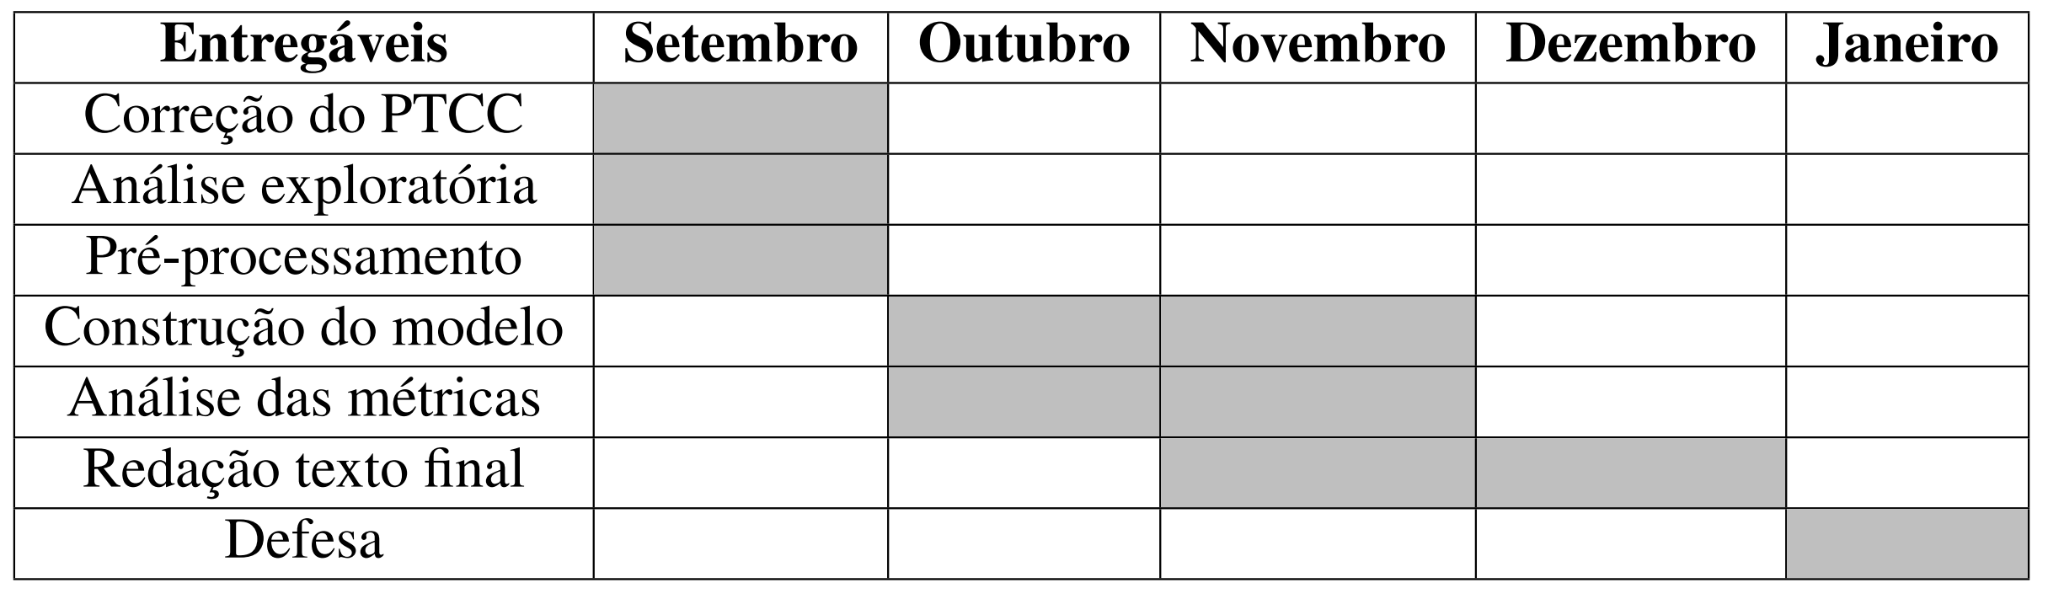 Entregáveis Setembro Outubro Novembro Dezembro Janeiro
Correção do PTCC
Análise exploratória
Pré-processamento
Construção do modelo
Análise das métricas
Redação texto final
Defesa